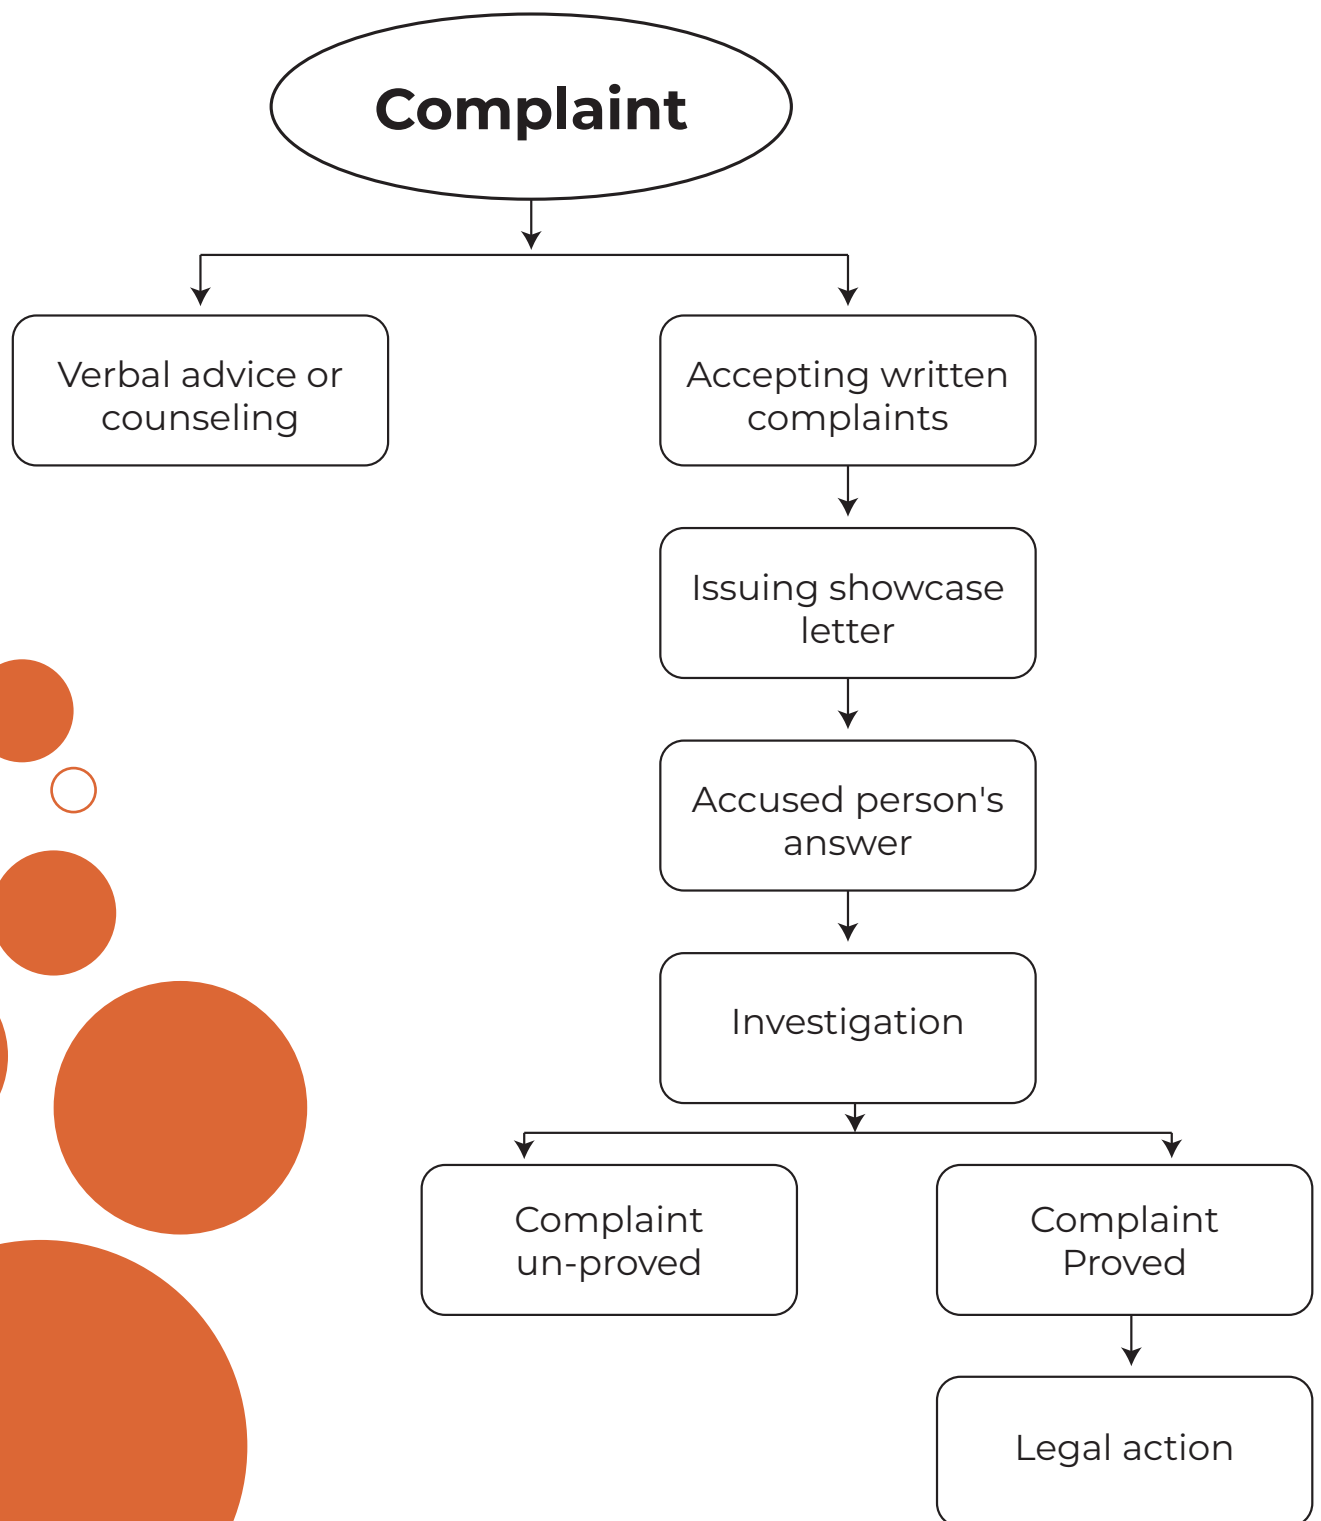 Complaint
Verbal advice or
counseling
Accepting written
complaints
Issuing showcase
letter
Accused person's
answer
Investigation
Complaint
un-proved
Complaint
Proved
Legal action